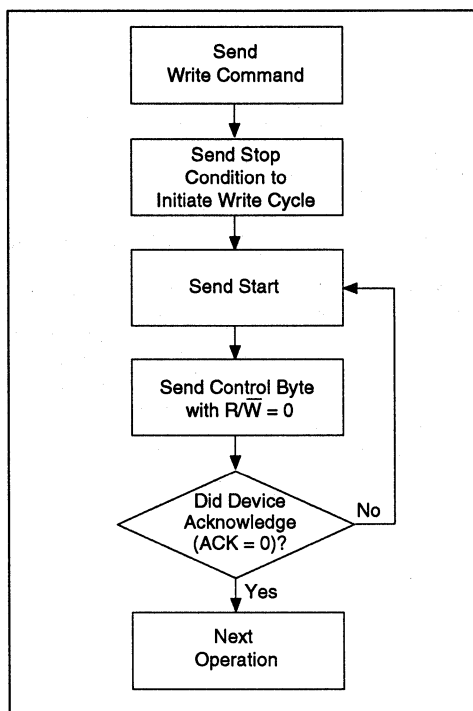 Send
Write Command
Send Stop
Condition to
Initiate Write Cycle
Send Start
Send Control Byte
with R/W̅ = 0
Did Device
Acknowledge
(ACK = 0)?
No
Yes
Next
Operation